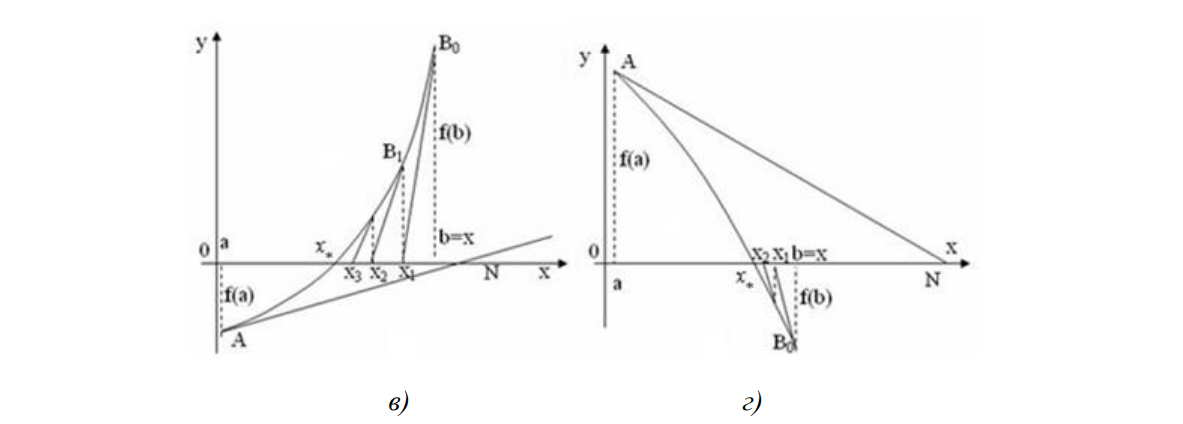 y
B₀
f(b)
B₁
b=x
0
a
x*
x₃
x₂
x₁
N
x
f(a)
A
в)
y
A
f(a)
0
a
x₂
x₁
b=x
x
x*
N
f(b)
B₀
г)